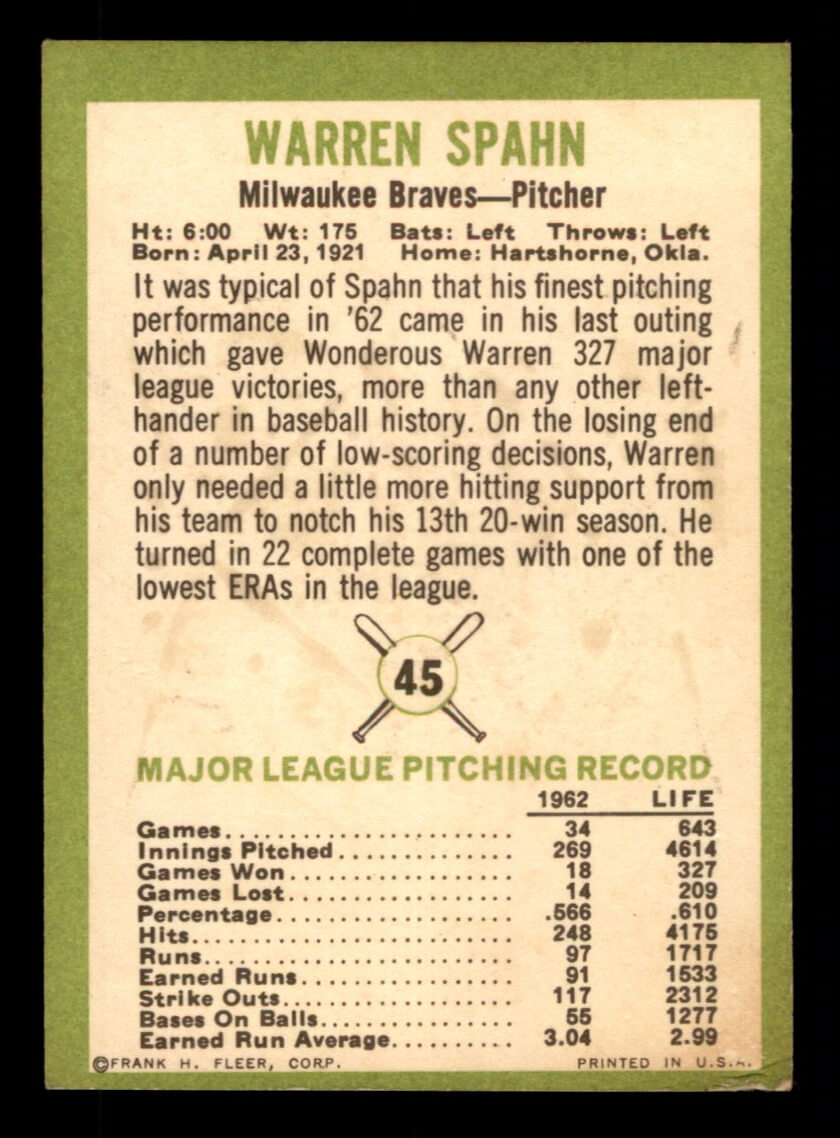 WARREN SPAHN
Milwaukee Braves—Pitcher
Ht: 6:00 Wt: 175 Bats: Left Throws: Left
Born: April 23, 1921 Home: Hartshorne, Okla.
It was typical of Spahn that his finest pitching
performance in '62 came in his last outing
which gave Wonderous Warren 327 major
league victories, more than any other left-
hander in baseball history. On the losing end
of a number of low-scoring decisions, Warren
only needed a little more hitting support from
his team to notch his 13th 20-win season. He
turned in 22 complete games with one of the
lowest ERAs in the league.
45
MAJOR LEAGUE PITCHING RECORD
1962 LIFE
Games........................ 34 643
Innings Pitched............... 269 4614
Games Won.................... 18 327
Games Lost.................... 14 209
Percentage.................... .566 .610
Hits........................... 248 4175
Runs.......................... 97 1717
Earned Runs................... 91 1533
Strike Outs.................... 117 2312
Bases On Balls................. 55 1277
Earned Run Average.......... 3.04 2.99
©FRANK H. FLEER, CORP. PRINTED IN U.S.A.